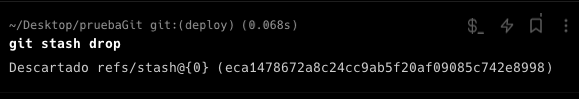 ~/Desktop/pruebaGit git:(deploy) (0.068s)
git stash drop
Descartado refs/stash@{0} (eca1478672a8c24cc9ab5f20af09085c742e8998)